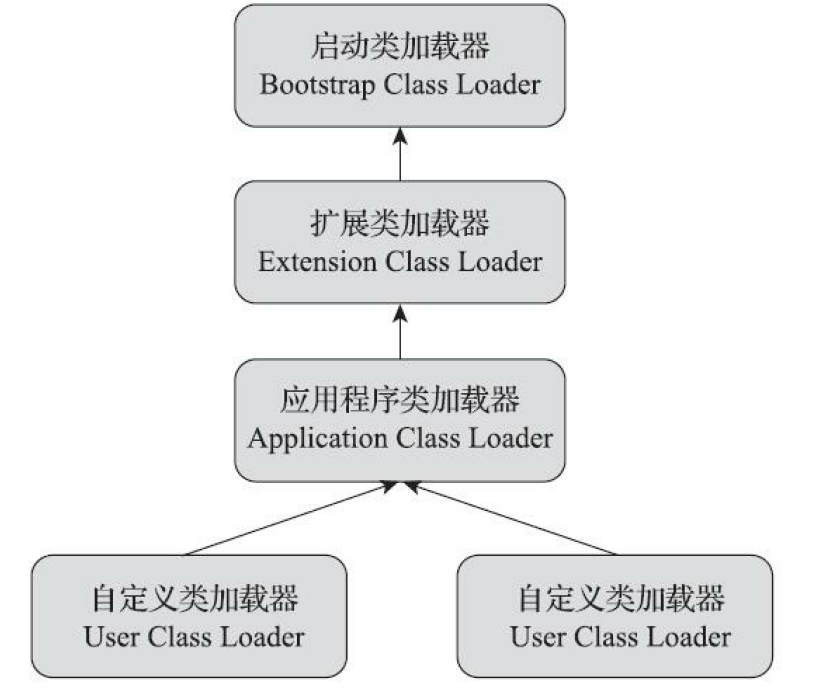 启动类加载器
Bootstrap Class Loader
扩展类加载器
Extension Class Loader
应用程序类加载器
Application Class Loader
自定义类加载器
User Class Loader
自定义类加载器
User Class Loader